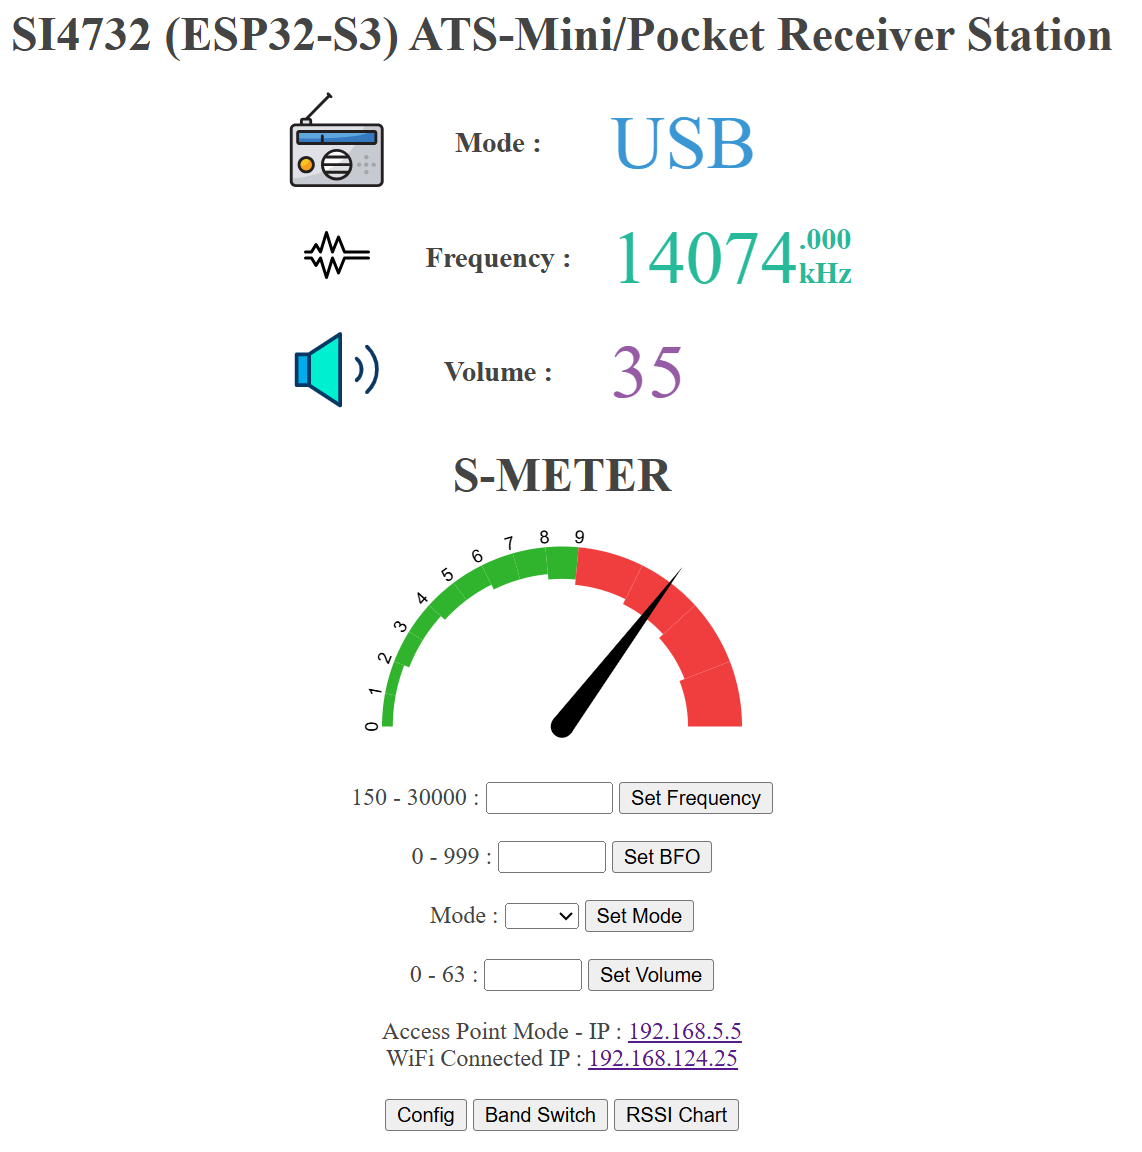 SI4732 (ESP32-S3) ATS-Mini/Pocket Receiver Station
Mode : USB
Frequency : 14074.000 kHz
Volume : 35
S-METER
0 1 2 3 4 5 6 7 8 9
150 - 30000 : Set Frequency
0 - 999 : Set BFO
Mode : Set Mode
0 - 63 : Set Volume
Access Point Mode - IP : 192.168.5.5
WiFi Connected IP : 192.168.124.25
Config Band Switch RSSI Chart